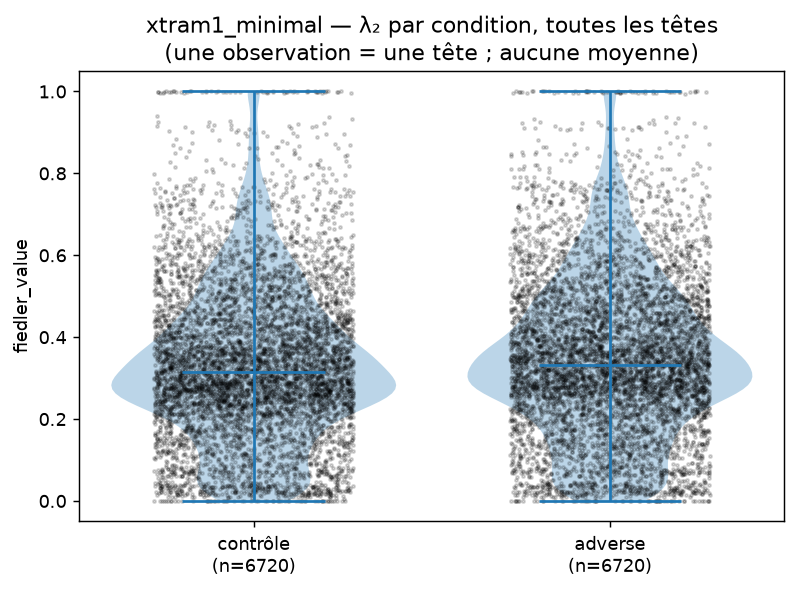 xtram1_minimal — λ₂ par condition, toutes les têtes
(une observation = une tête ; aucune moyenne)
fiedler_value
1.0
0.8
0.6
0.4
0.2
0.0
contrôle
(n=6720)
adverse
(n=6720)